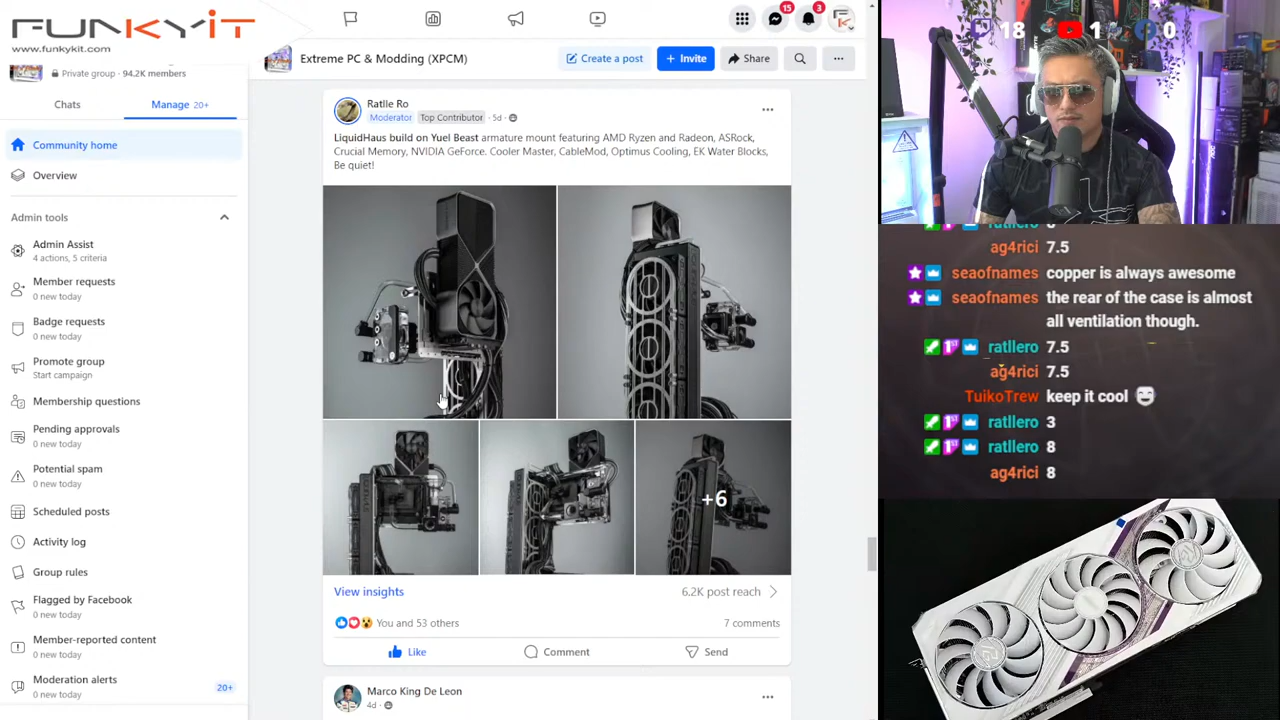 FUNKYIT
www.funkykit.com
Private group · 94.2K members
Chats
Manage 20+
Community home
Overview
Admin tools
Admin Assist
4 actions, 5 criteria
Member requests
0 new today
Badge requests
0 new today
Promote group
Start campaign
Membership questions
Pending approvals
0 new today
Potential spam
0 new today
Scheduled posts
Activity log
Group rules
Flagged by Facebook
0 new today
Member-reported content
0 new today
Moderation alerts
0 new today
20+
15
3
Extreme PC & Modding (XPCM)
Create a post
+ Invite
Share
Ratlle Ro
Moderator Top Contributor · 5d ·
LiquidHaus build on Yuel Beast armature mount featuring AMD Ryzen and Radeon, ASRock,
Crucial Memory, NVIDIA GeForce. Cooler Master, CableMod, Optimus Cooling, EK Water Blocks,
Be quiet!
+6
View insights
6.2K post reach
You and 53 others
7 comments
Like
Comment
Send
Marco King De Leon
4d ·
18
1
0
ratllero 8
ag4rici 7.5
seaofnames copper is always awesome
seaofnames the rear of the case is almost
all ventilation though.
ratllero 7.5
ag4rici 7.5
TuikoTrew keep it cool
ratllero 3
ratllero 8
ag4rici 8